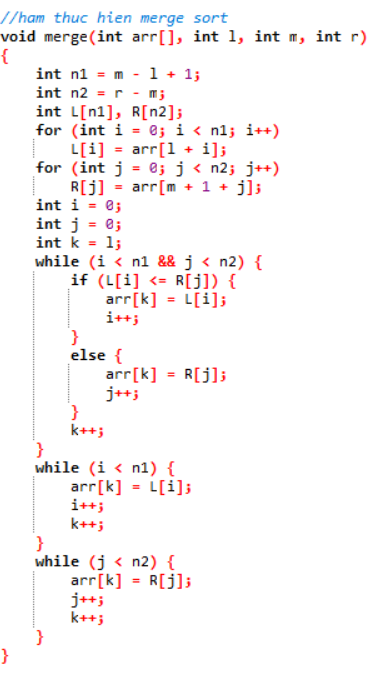 //ham thuc hien merge sort
void merge(int arr[], int l, int m, int r)
{
    int n1 = m - l + 1;
    int n2 = r - m;
    int L[n1], R[n2];
    for (int i = 0; i < n1; i++)
        L[i] = arr[l + i];
    for (int j = 0; j < n2; j++)
        R[j] = arr[m + 1 + j];
    int i = 0;
    int j = 0;
    int k = l;
    while (i < n1 && j < n2) {
        if (L[i] <= R[j]) {
            arr[k] = L[i];
            i++;
        }
        else {
            arr[k] = R[j];
            j++;
        }
        k++;
    }
    while (i < n1) {
        arr[k] = L[i];
        i++;
        k++;
    }
    while (j < n2) {
        arr[k] = R[j];
        j++;
        k++;
    }
}